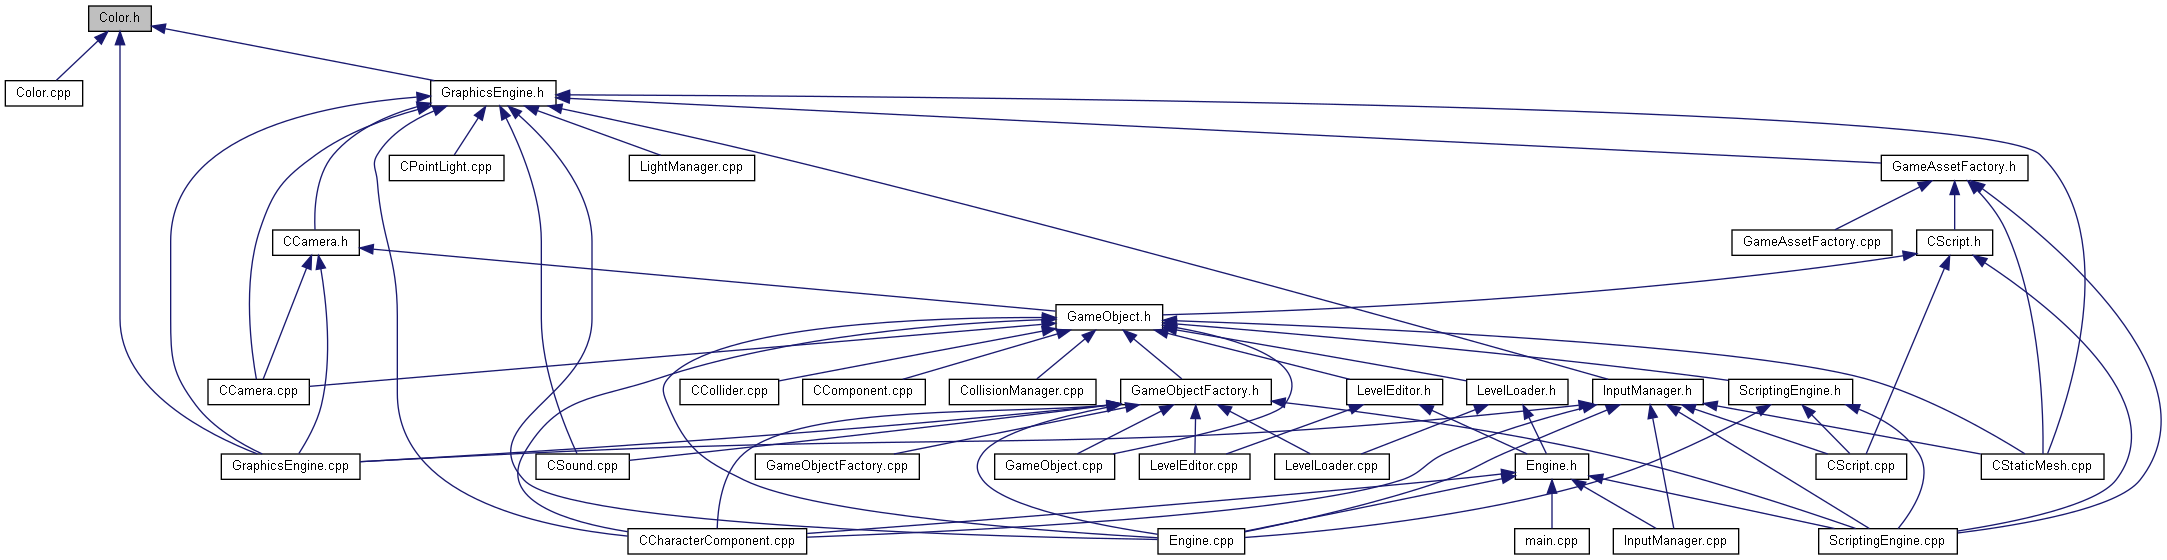 Color.h
Color.cpp
GraphicsEngine.h
CPointLight.cpp
LightManager.cpp
GameAssetFactory.h
CCamera.h
GameAssetFactory.cpp
CScript.h
GameObject.h
CCamera.cpp
CCollider.cpp
CComponent.cpp
CollisionManager.cpp
GameObjectFactory.h
LevelEditor.h
LevelLoader.h
InputManager.h
ScriptingEngine.h
GraphicsEngine.cpp
CSound.cpp
GameObjectFactory.cpp
GameObject.cpp
LevelEditor.cpp
LevelLoader.cpp
Engine.h
CScript.cpp
CStaticMesh.cpp
CCharacterComponent.cpp
Engine.cpp
main.cpp
InputManager.cpp
ScriptingEngine.cpp